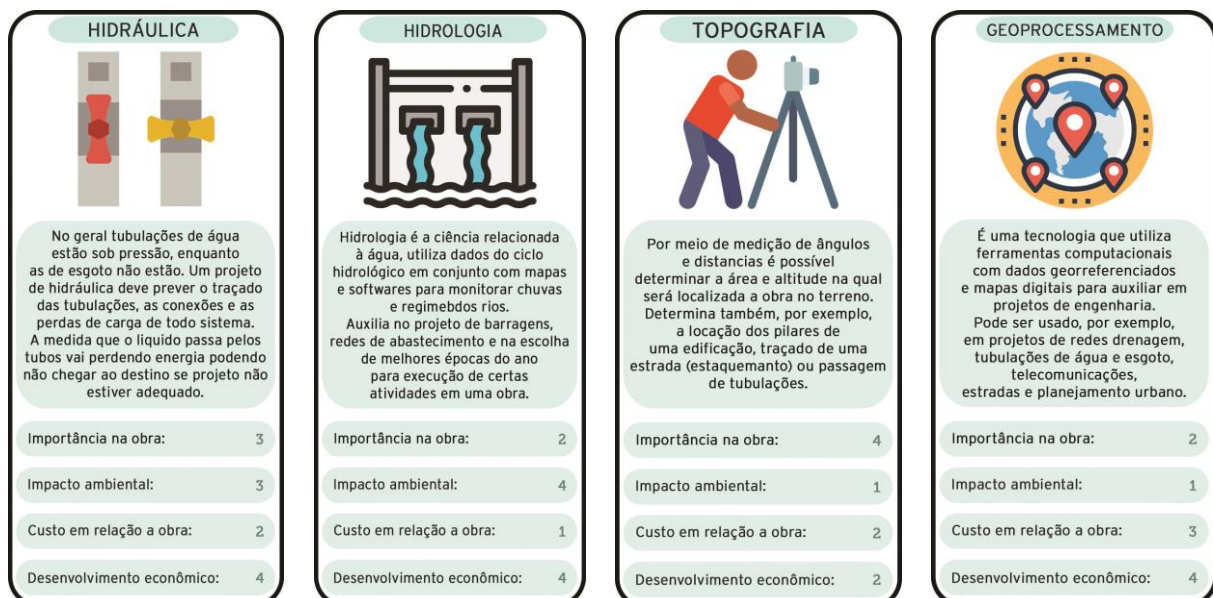 HIDRÁULICA
No geral tubulações de água
estão sob pressão, enquanto
as de esgoto não estão. Um projeto
de hidráulica deve prever o traçado
das tubulações, as conexões e as
perdas de carga de todo sistema.
A medida que o liquido passa pelos
tubos vai perdendo energia podendo
não chegar ao destino se projeto não
estiver adequado.
Importância na obra: 3
Impacto ambiental: 3
Custo em relação a obra: 2
Desenvolvimento econômico: 4
HIDROLOGIA
Hidrologia é a ciência relacionada
à água, utiliza dados do ciclo
hidrológico em conjunto com mapas
e softwares para monitorar chuvas
e regimebdos rios.
Auxilia no projeto de barragens,
redes de abastecimento e na escolha
de melhores épocas do ano
para execução de certas
atividades em uma obra.
Importância na obra: 2
Impacto ambiental: 4
Custo em relação a obra: 1
Desenvolvimento econômico: 4
TOPOGRAFIA
Por meio de medição de ângulos
e distancias é possível
determinar a área e altitude na qual
será localizada a obra no terreno.
Determina também, por exemplo,
a locação dos pilares de
uma edificação, traçado de uma
estrada (estaquemanto) ou passagem
de tubulações.
Importância na obra: 4
Impacto ambiental: 1
Custo em relação a obra: 2
Desenvolvimento econômico: 2
GEOPROCESSAMENTO
É uma tecnologia que utiliza
ferramentas computacionais
com dados georreferenciados
e mapas digitais para auxiliar em
projetos de engenharia.
Pode ser usado, por exemplo,
em projetos de redes drenagem,
tubulações de água e esgoto,
telecomunicações,
estradas e planejamento urbano.
Importância na obra: 2
Impacto ambiental: 1
Custo em relação a obra: 3
Desenvolvimento econômico: 4